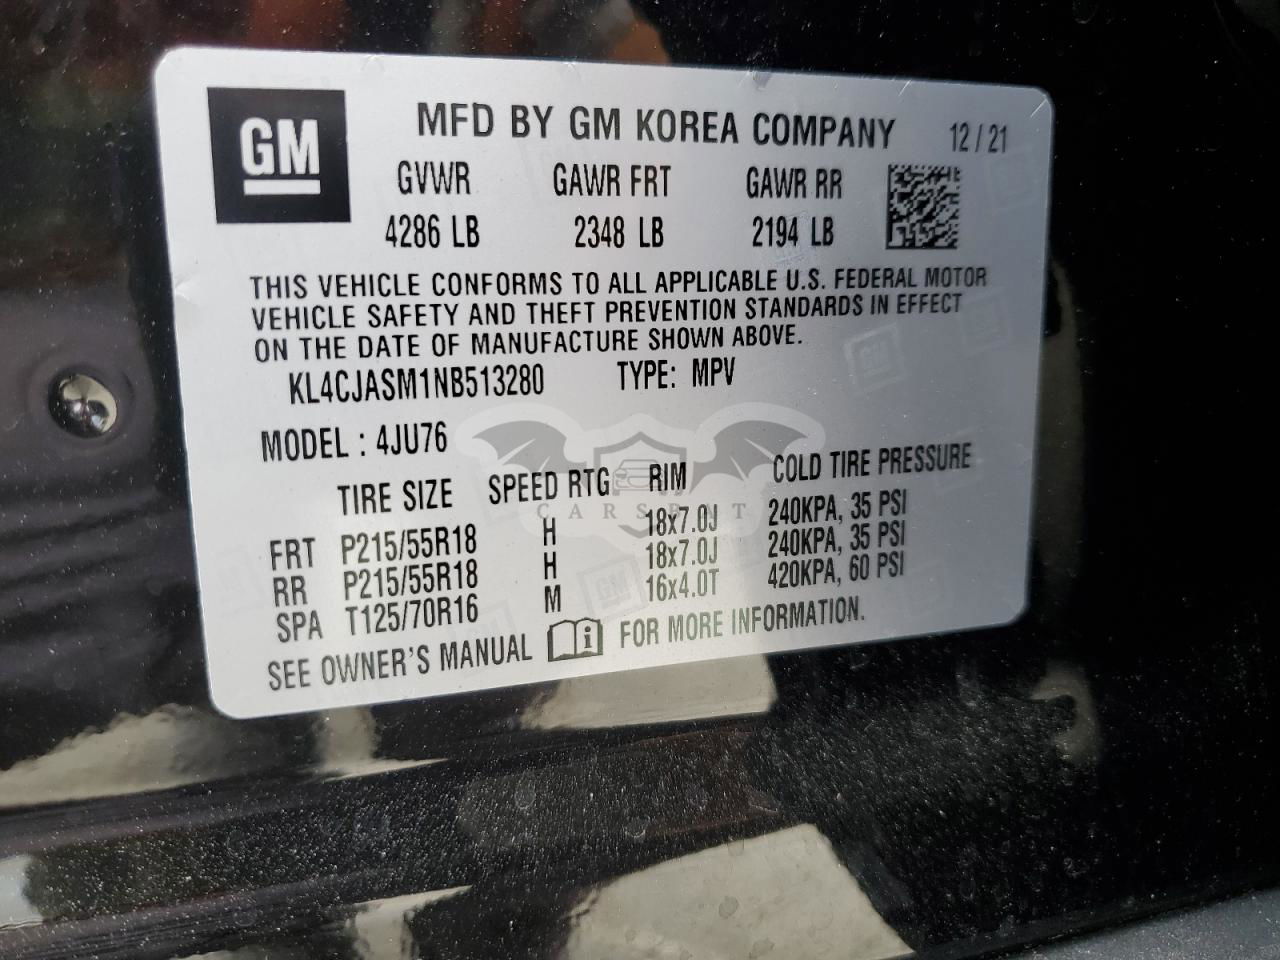 GM
MFD BY GM KOREA COMPANY 12/21
GVWR GAWR FRT GAWR RR
4286 LB 2348 LB 2194 LB
THIS VEHICLE CONFORMS TO ALL APPLICABLE U.S. FEDERAL MOTOR
VEHICLE SAFETY AND THEFT PREVENTION STANDARDS IN EFFECT
ON THE DATE OF MANUFACTURE SHOWN ABOVE.
KL4CJASM1NB513280 TYPE: MPV
MODEL : 4JU76
TIRE SIZE SPEED RTG RIM COLD TIRE PRESSURE
FRT P215/55R18 H 18x7.0J 240KPA, 35 PSI
RR P215/55R18 H 18x7.0J 240KPA, 35 PSI
SPA T125/70R16 M 16x4.0T 420KPA, 60 PSI
SEE OWNER'S MANUAL FOR MORE INFORMATION.